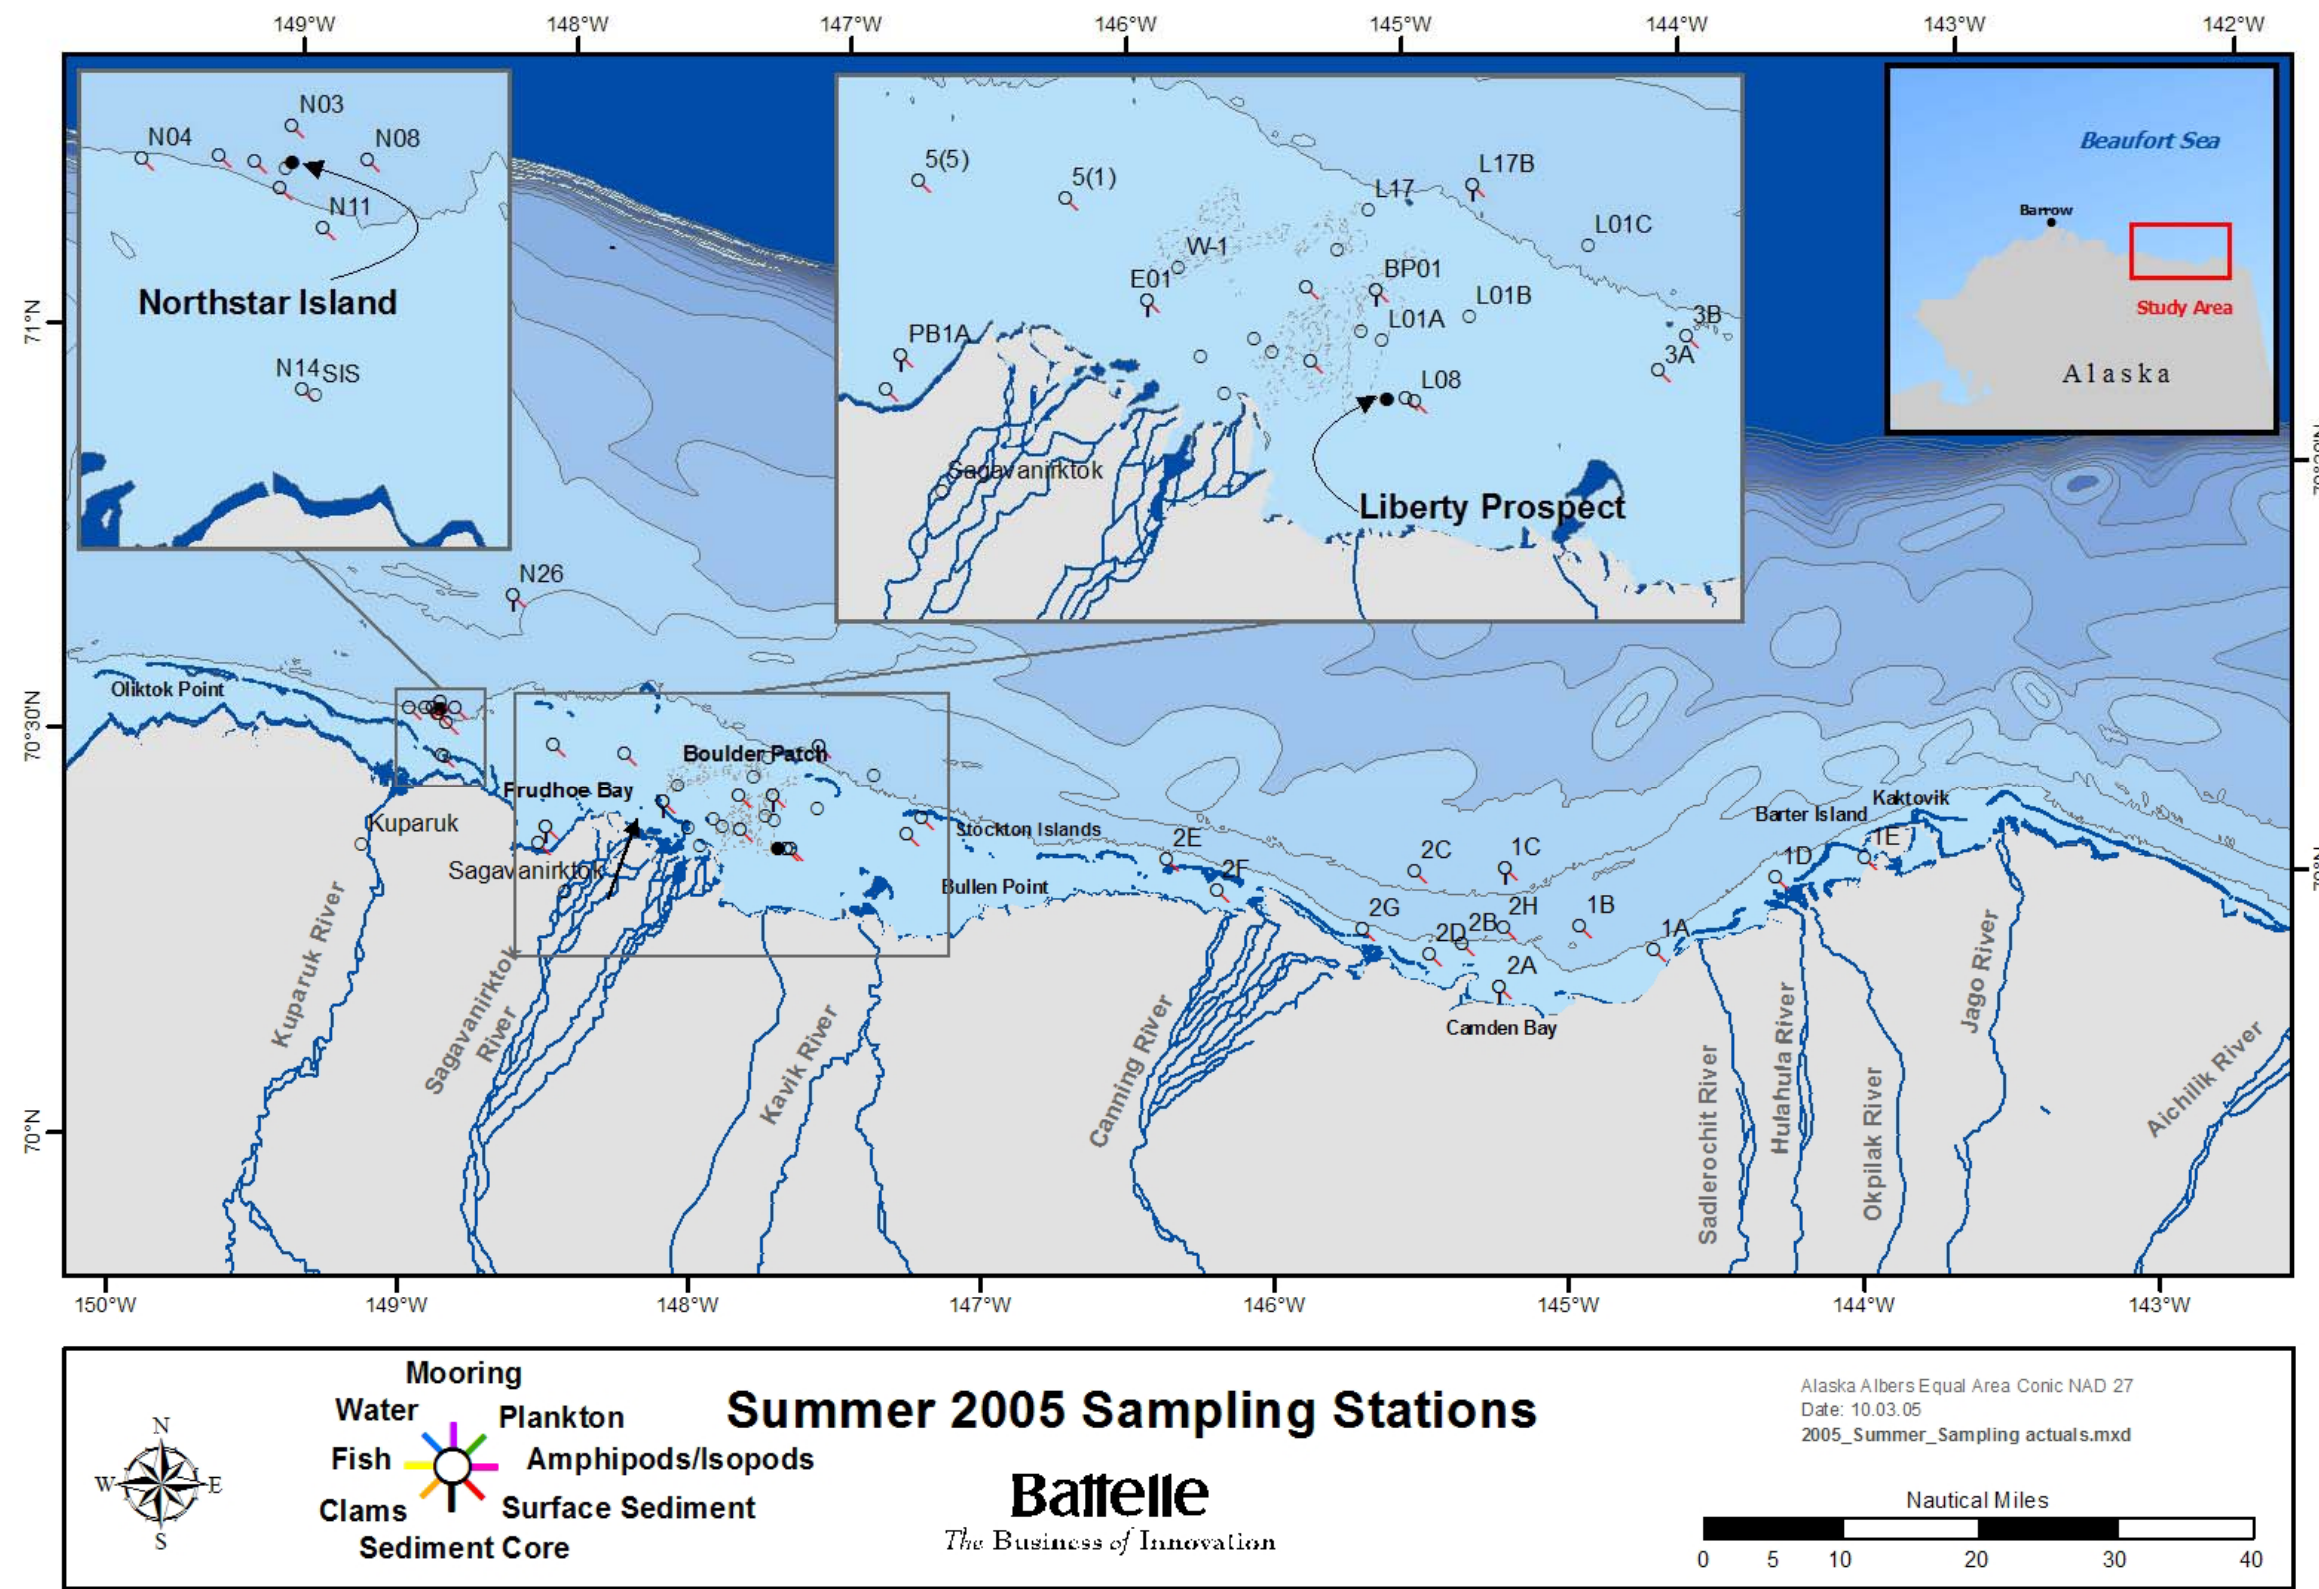 149°W 148°W 147°W 146°W 145°W 144°W 143°W 142°W
N03
N04
N08
N11
Northstar Island
N14
SIS
5(5)
5(1)
L17B
L17
L01C
W-1
E01
BP01
L01B
L01A
3B
PB1A
3A
L08
Sagavanirktok
Liberty Prospect
Beaufort Sea
Barrow
Study Area
Alaska
71°N
N26
Oliktok Point
70°30'N
Boulder Patch
Frudhoe Bay
Kuparuk
Sagavanirktok
Stockton Islands
Bullen Point
2E
2F
2C
1C
2G
2D
2B
2H
1B
1A
2A
Camden Bay
Barter Island
Kaktovik
1D
1E
Kuparuk River
Sagavanirktok
River
Kavik River
Canning River
Sadlerochit River
Hulahula River
Okpilak River
Jago River
Aichilik River
70°N
150°W 149°W 148°W 147°W 146°W 145°W 144°W 143°W
N
W
E
S
Mooring
Water
Plankton
Fish
Amphipods/Isopods
Clams
Surface Sediment
Sediment Core
Summer 2005 Sampling Stations
Battelle
The Business of Innovation
Alaska Albers Equal Area Conic NAD 27
Date: 10.03.05
2005_Summer_Sampling actuals.mxd
Nautical Miles
0 5 10 20 30 40